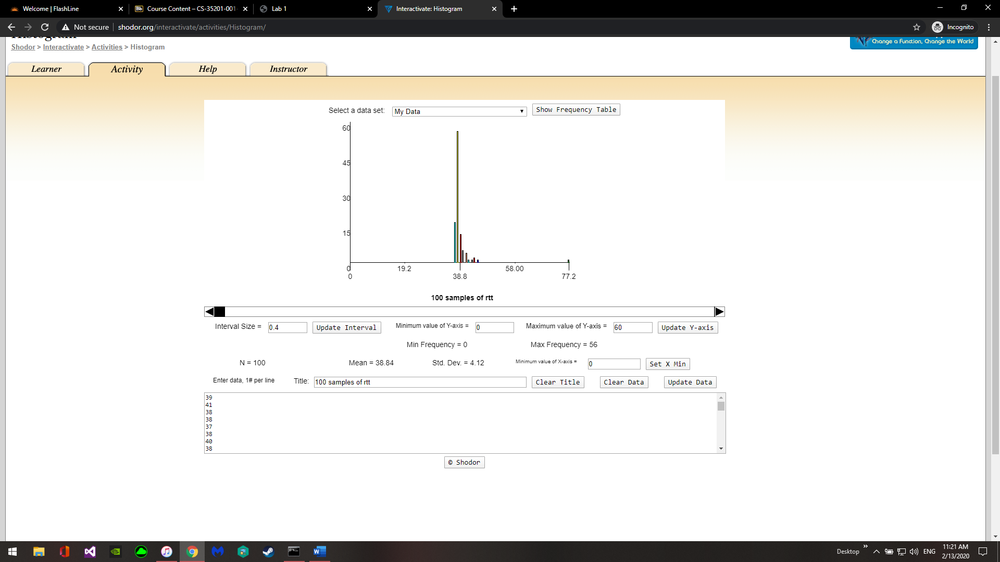 Welcome | FlashLine
Bb Course Content – CS-35201-001-
Lab 1
Interactivate: Histogram
Not secure
shodor.org/interactivate/activities/Histogram/
Incognito
Histogram
Change a Function, Change the World
Shodor > Interactivate > Activities > Histogram
Learner
Activity
Help
Instructor
Select a data set:
My Data
Show Frequency Table
60
45
30
15
0
0
19.2
38.8
58.00
77.2
100 samples of rtt
Interval Size =
0.4
Update Interval
Minimum value of Y-axis =
0
Maximum value of Y-axis =
60
Update Y-axis
Min Frequency = 0
Max Frequency = 56
N = 100
Mean = 38.84
Std. Dev. = 4.12
Minimum value of X-axis =
0
Set X Min
Enter data, 1# per line
Title:
100 samples of rtt
Clear Title
Clear Data
Update Data
39
41
38
38
37
38
40
38
© Shodor
Desktop
ENG
11:21 AM
2/13/2020